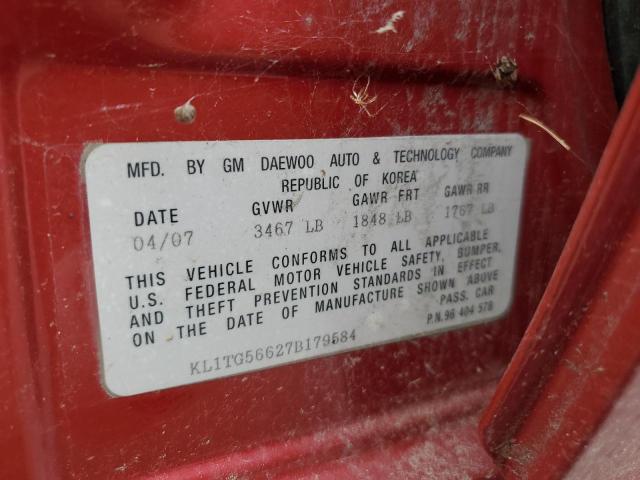 MFD. BY GM DAEWOO AUTO & TECHNOLOGY COMPANY
REPUBLIC OF KOREA
DATE GVWR GAWR FRT GAWR RR
04/07 3467 LB 1848 LB 1767 LB
THIS VEHICLE CONFORMS TO ALL APPLICABLE
U.S. FEDERAL MOTOR VEHICLE SAFETY, BUMPER,
AND THEFT PREVENTION STANDARDS IN EFFECT
ON THE DATE OF MANUFACTURE SHOWN ABOVE
PASS. CAR
P.N.96 404 578
KL1TG56627B179584